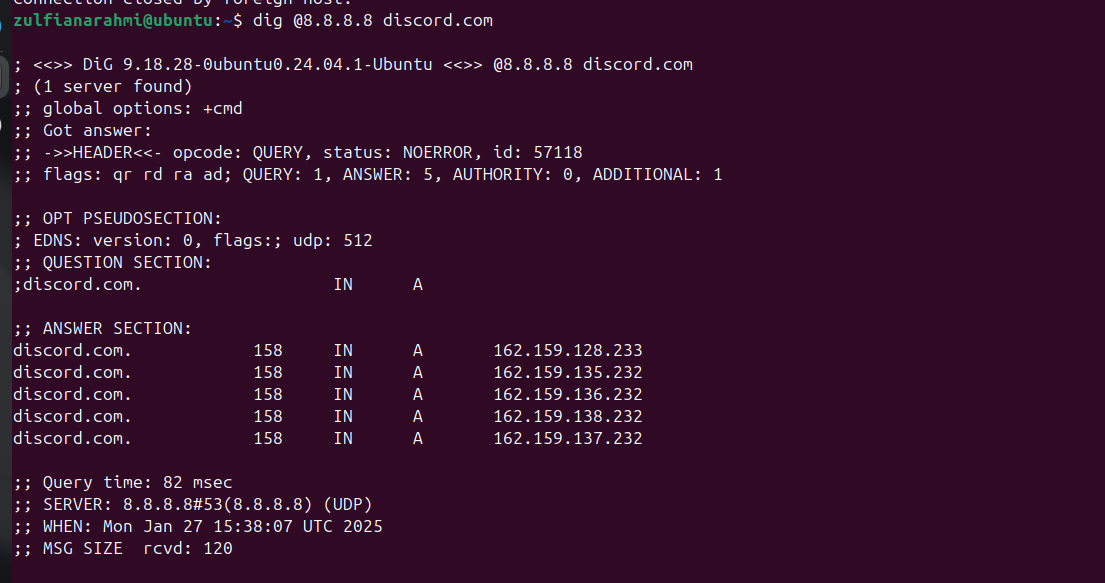 connection closed by foreign host.
zulfianarahmi@ubuntu:~$ dig @8.8.8.8 discord.com

; <<>> DiG 9.18.28-0ubuntu0.24.04.1-Ubuntu <<>> @8.8.8.8 discord.com
; (1 server found)
;; global options: +cmd
;; Got answer:
;; ->>HEADER<<- opcode: QUERY, status: NOERROR, id: 57118
;; flags: qr rd ra ad; QUERY: 1, ANSWER: 5, AUTHORITY: 0, ADDITIONAL: 1

;; OPT PSEUDOSECTION:
; EDNS: version: 0, flags:; udp: 512
;; QUESTION SECTION:
;discord.com. IN A

;; ANSWER SECTION:
discord.com. 158 IN A 162.159.128.233
discord.com. 158 IN A 162.159.135.232
discord.com. 158 IN A 162.159.136.232
discord.com. 158 IN A 162.159.138.232
discord.com. 158 IN A 162.159.137.232

;; Query time: 82 msec
;; SERVER: 8.8.8.8#53(8.8.8.8) (UDP)
;; WHEN: Mon Jan 27 15:38:07 UTC 2025
;; MSG SIZE rcvd: 120